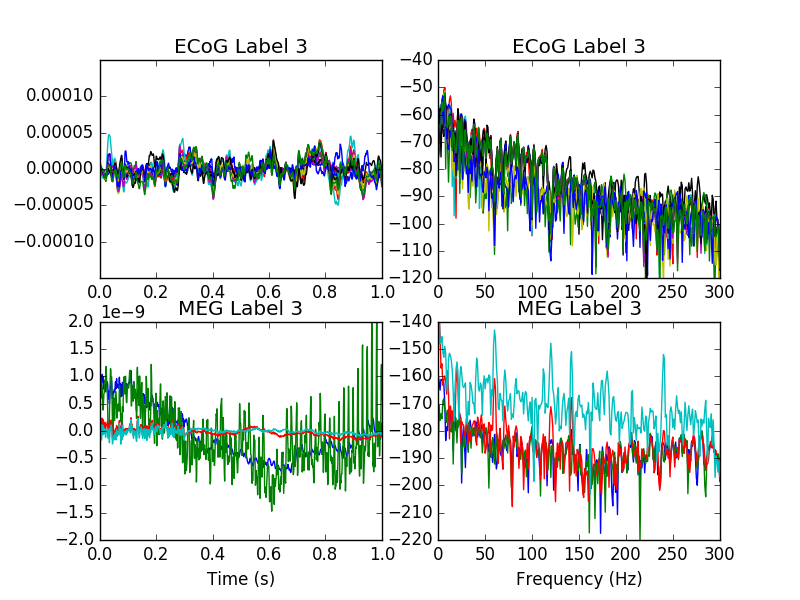 ECoG Label 3
0.00010
0.00005
0.00000
−0.00005
−0.00010
0.0 0.2 0.4 0.6 0.8 1.0
ECoG Label 3
−40
−50
−60
−70
−80
−90
−100
−110
−120
0 50 100 150 200 250 300
MEG Label 3
1e−9
2.0
1.5
1.0
0.5
0.0
−0.5
−1.0
−1.5
−2.0
0.0 0.2 0.4 0.6 0.8 1.0
Time (s)
MEG Label 3
−140
−150
−160
−170
−180
−190
−200
−210
−220
0 50 100 150 200 250 300
Frequency (Hz)